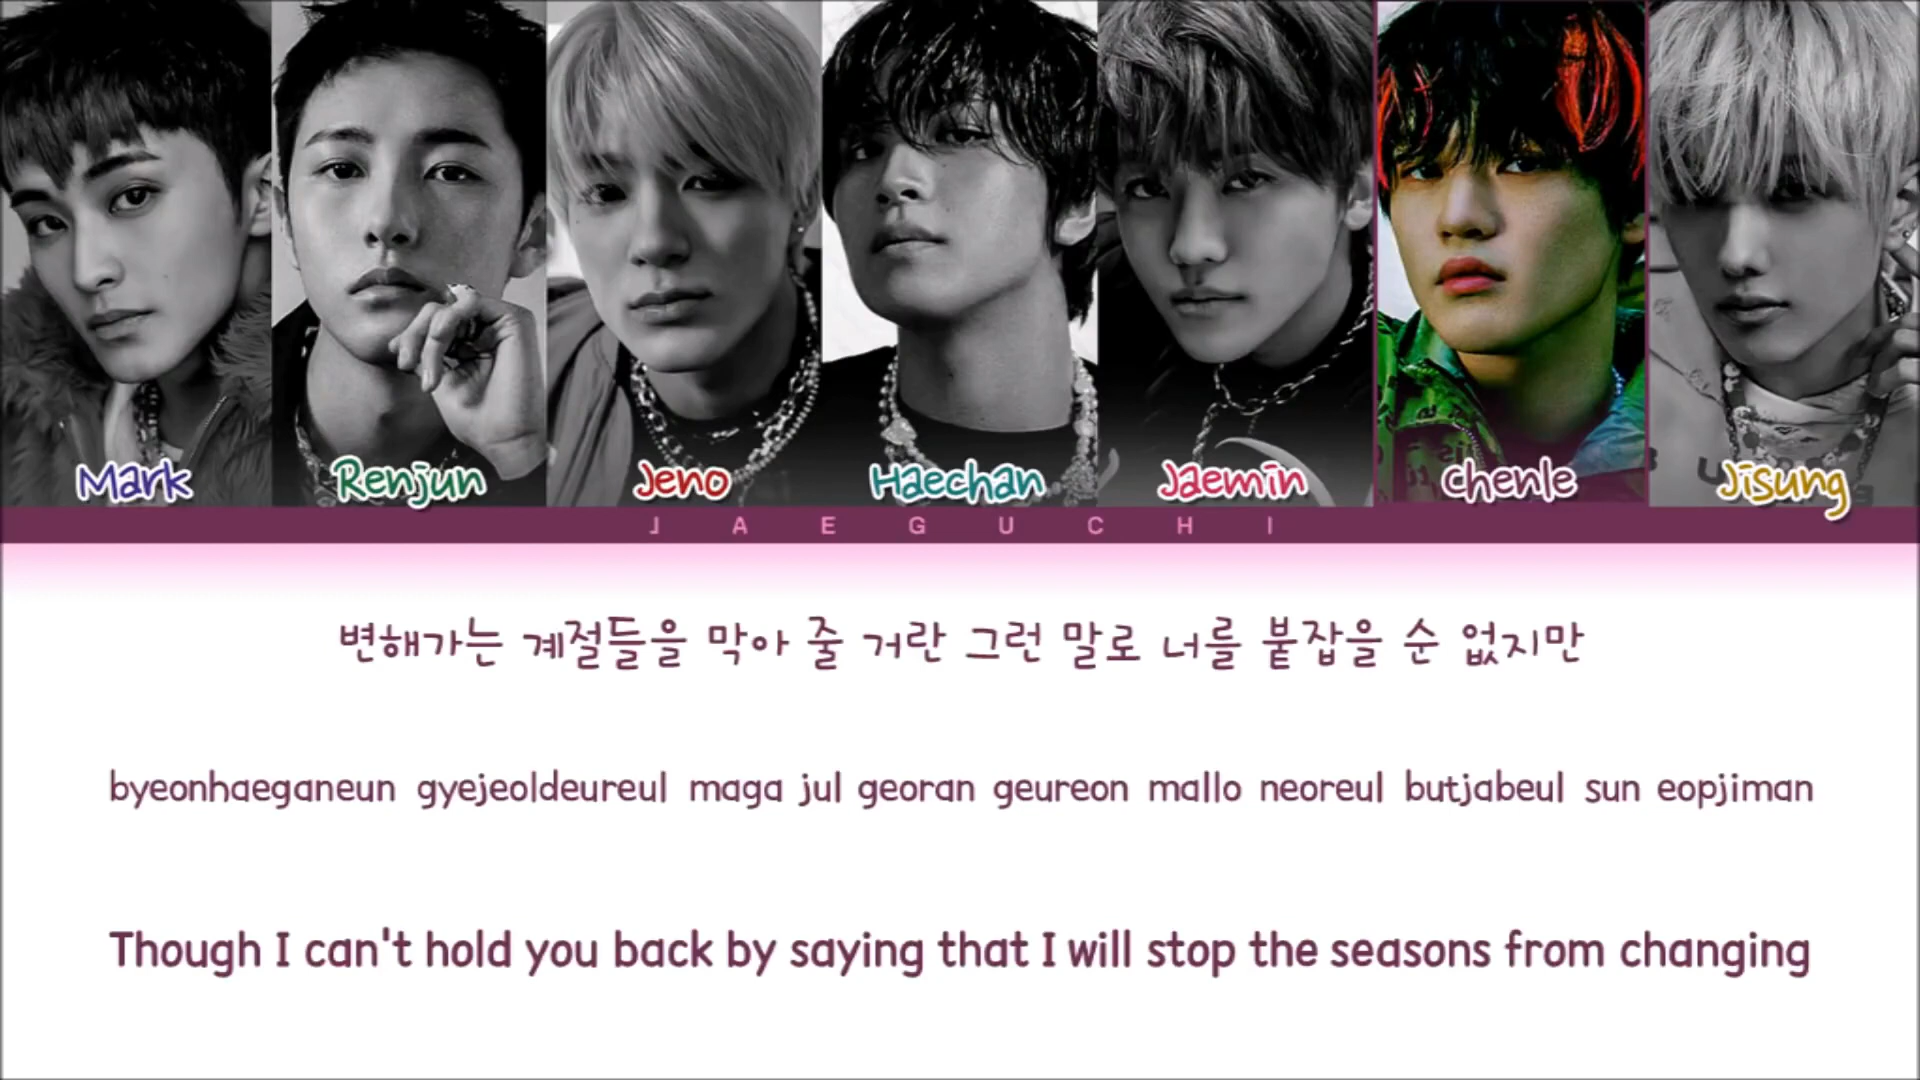 Mark Renjun Jeno Haechan Jaemin chenle Jisung
JAEGUCHI
변해가는 계절들을 막아 줄 거란 그런 말로 너를 붙잡을 순 없지만
byeonhaeganeun gyejeoldeureul maga jul georan geureon mallo neoreul butjabeul sun eopjiman
Though I can't hold you back by saying that I will stop the seasons from changing